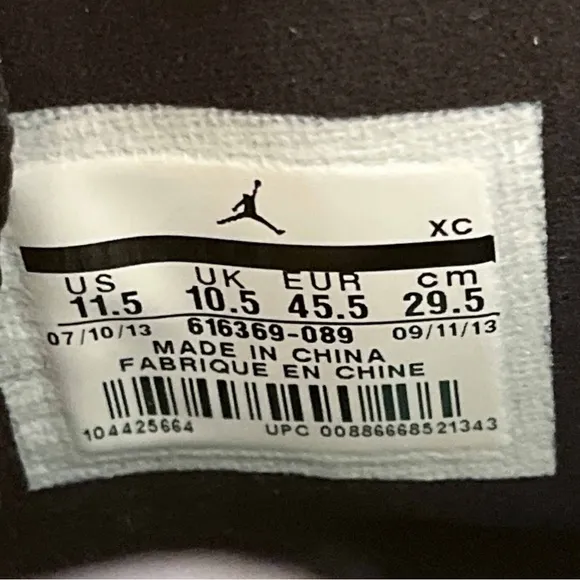 XC
US UK EUR cm
11.5 10.5 45.5 29.5
07/10/13 616369-089 09/11/13
MADE IN CHINA
FABRIQUE EN CHINE
104425664 UPC 00886668521343